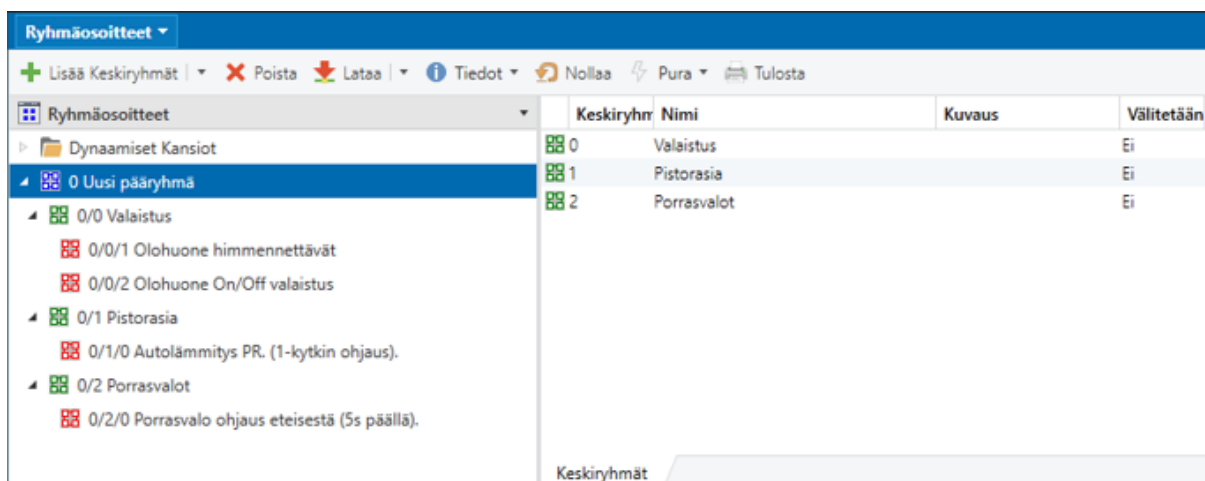 Ryhmäosoitteet
Lisää Keskiryhmät Poista Lataa Tiedot Nollaa Pura Tulosta
Ryhmäosoitteet
Dynaamiset Kansiot
0 Uusi pääryhmä
0/0 Valaistus
0/0/1 Olohuone himmennettävät
0/0/2 Olohuone On/Off valaistus
0/1 Pistorasia
0/1/0 Autolämmitys PR. (1-kytkin ohjaus).
0/2 Porrasvalot
0/2/0 Porrasvalo ohjaus eteisestä (5s päällä).
Keskiryhm Nimi Kuvaus Välitetään
0 Valaistus Ei
1 Pistorasia Ei
2 Porrasvalot Ei
Keskiryhmät